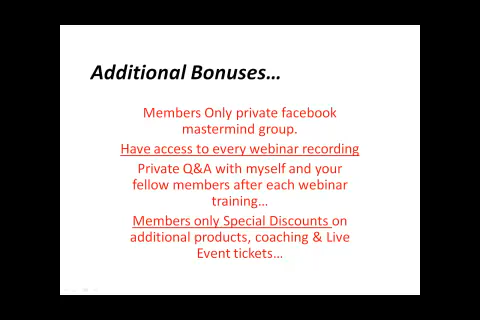 Additional Bonuses…
Members Only private facebook
mastermind group.
Have access to every webinar recording
Private Q&A with myself and your
fellow members after each webinar
training…
Members only Special Discounts on
additional products, coaching & Live
Event tickets…